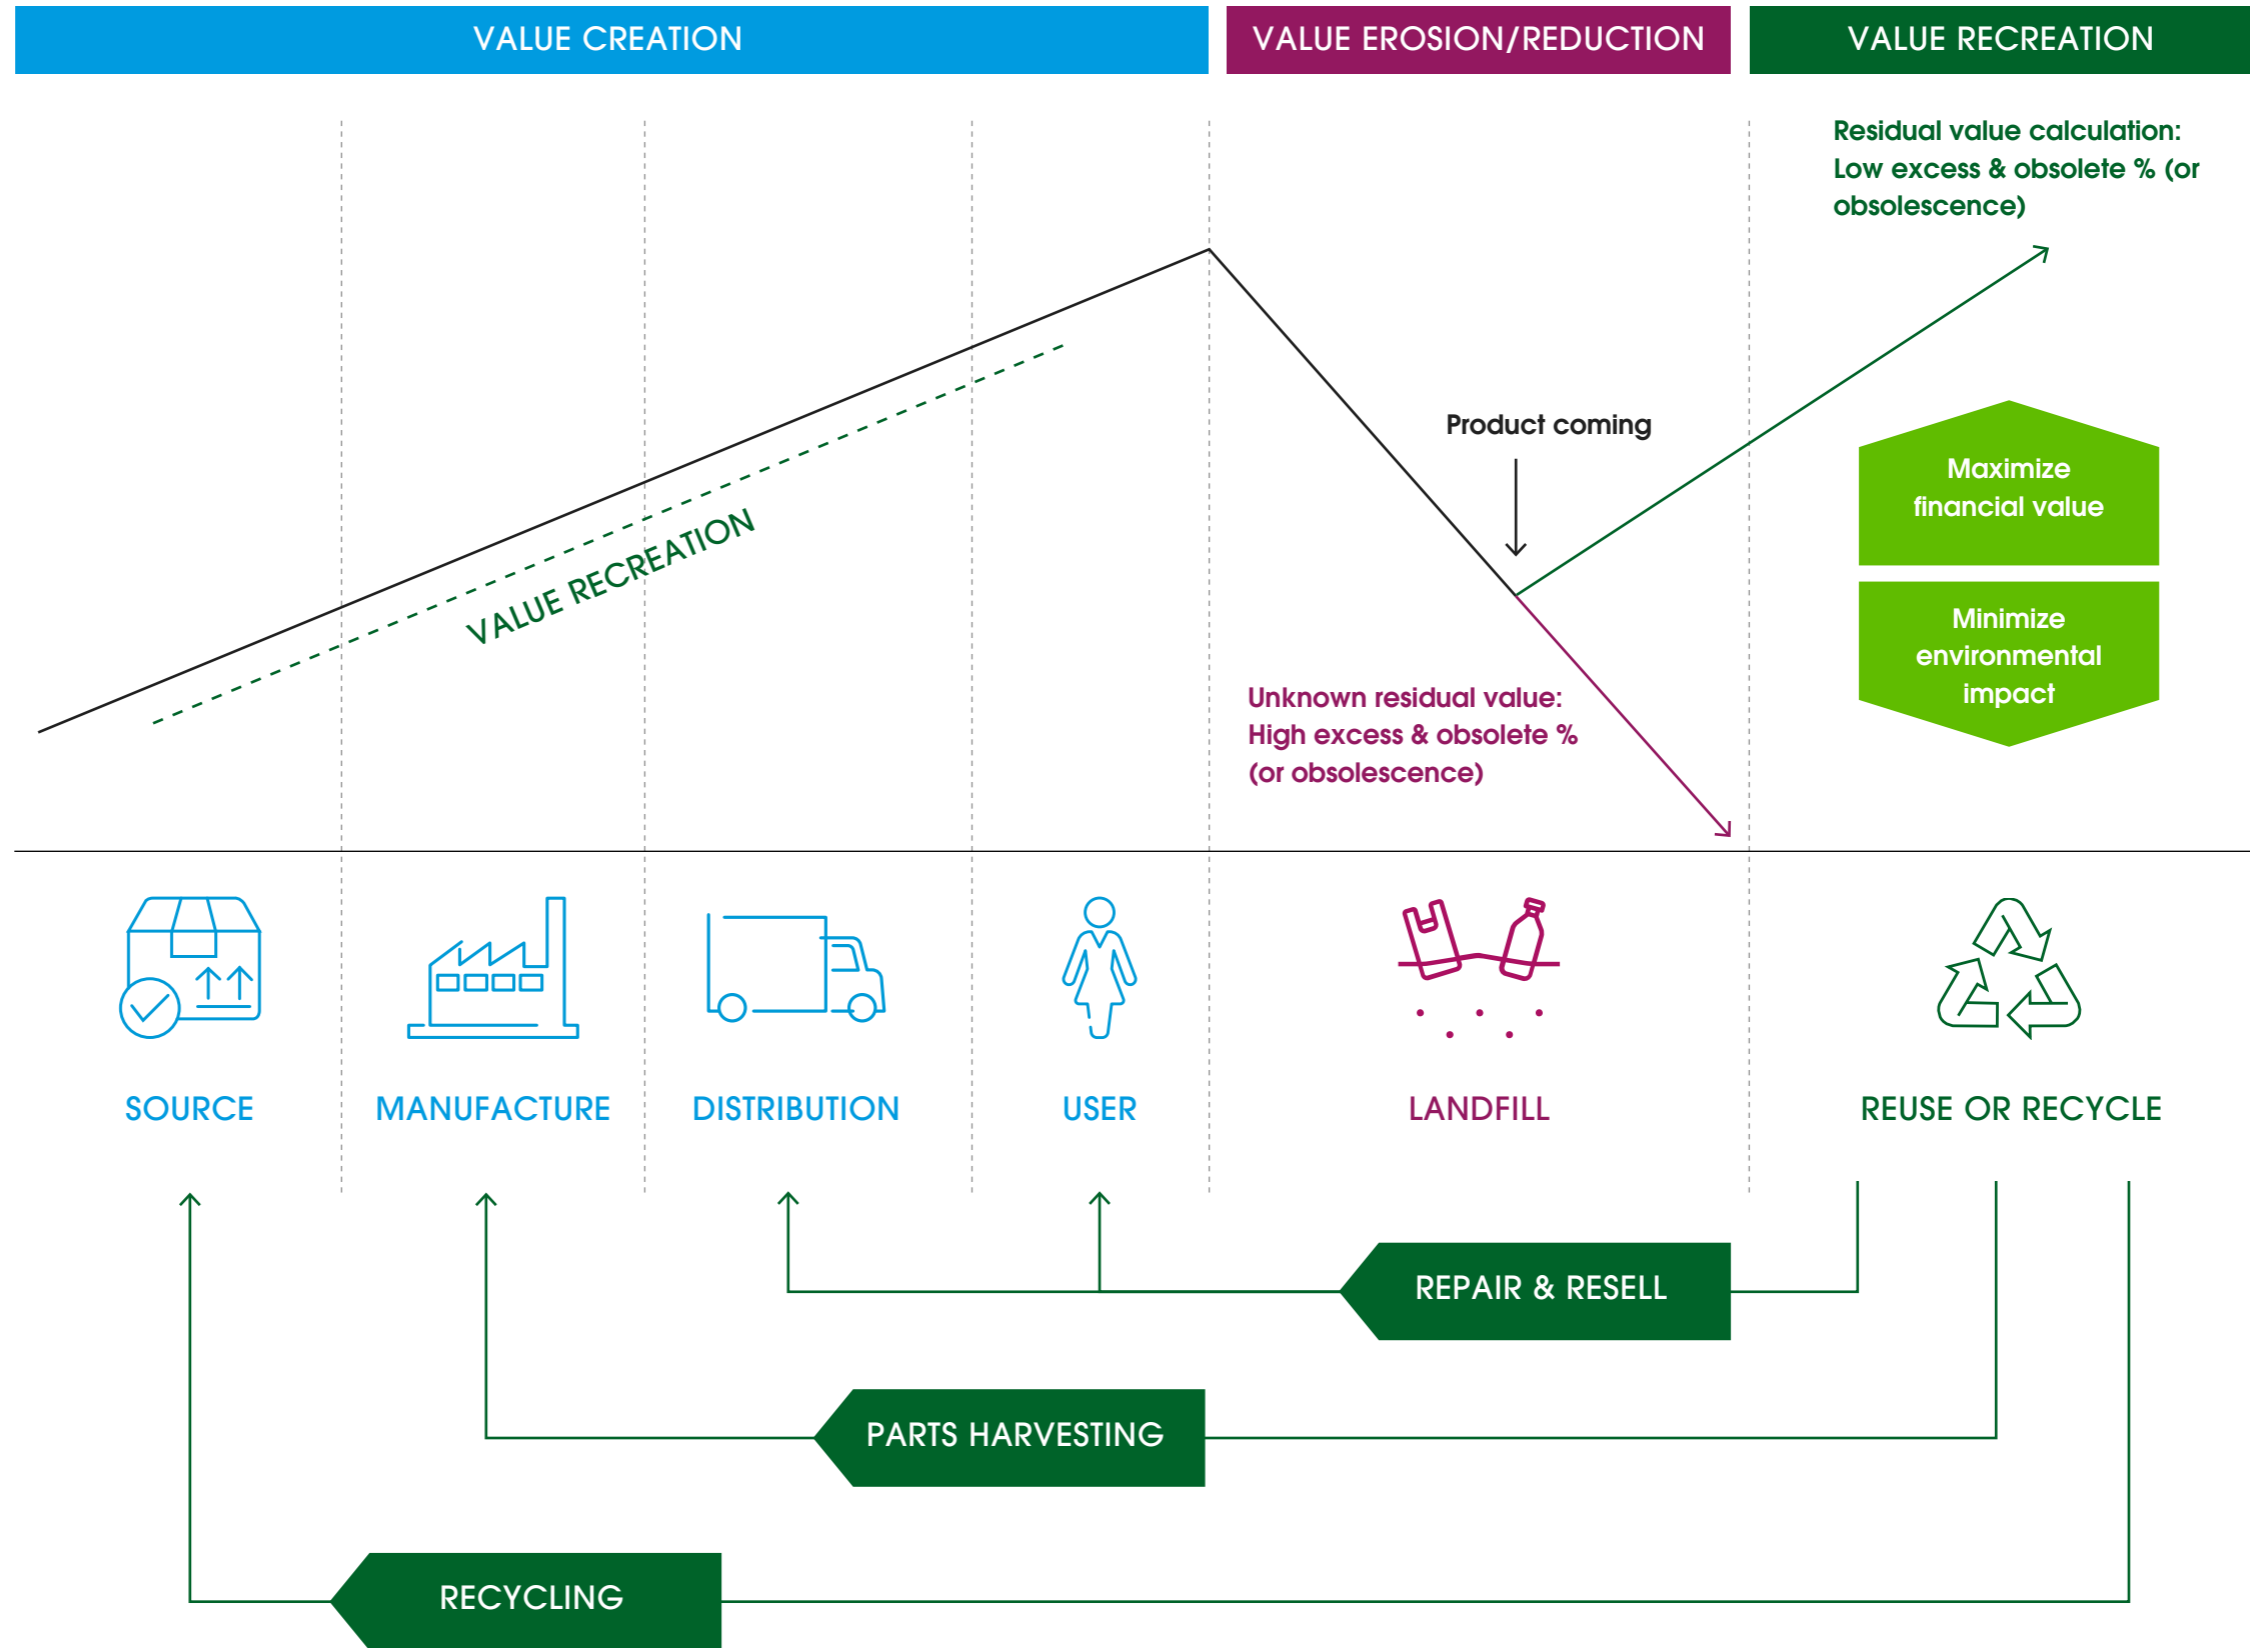 VALUE CREATION
VALUE EROSION/REDUCTION
VALUE RECREATION
Residual value calculation:
Low excess & obsolete % (or
obsolescence)
Product coming
Maximize
financial value
VALUE RECREATION
Minimize
environmental
impact
Unknown residual value:
High excess & obsolete %
(or obsolescence)
SOURCE
MANUFACTURE
DISTRIBUTION
USER
LANDFILL
REUSE OR RECYCLE
REPAIR & RESELL
PARTS HARVESTING
RECYCLING